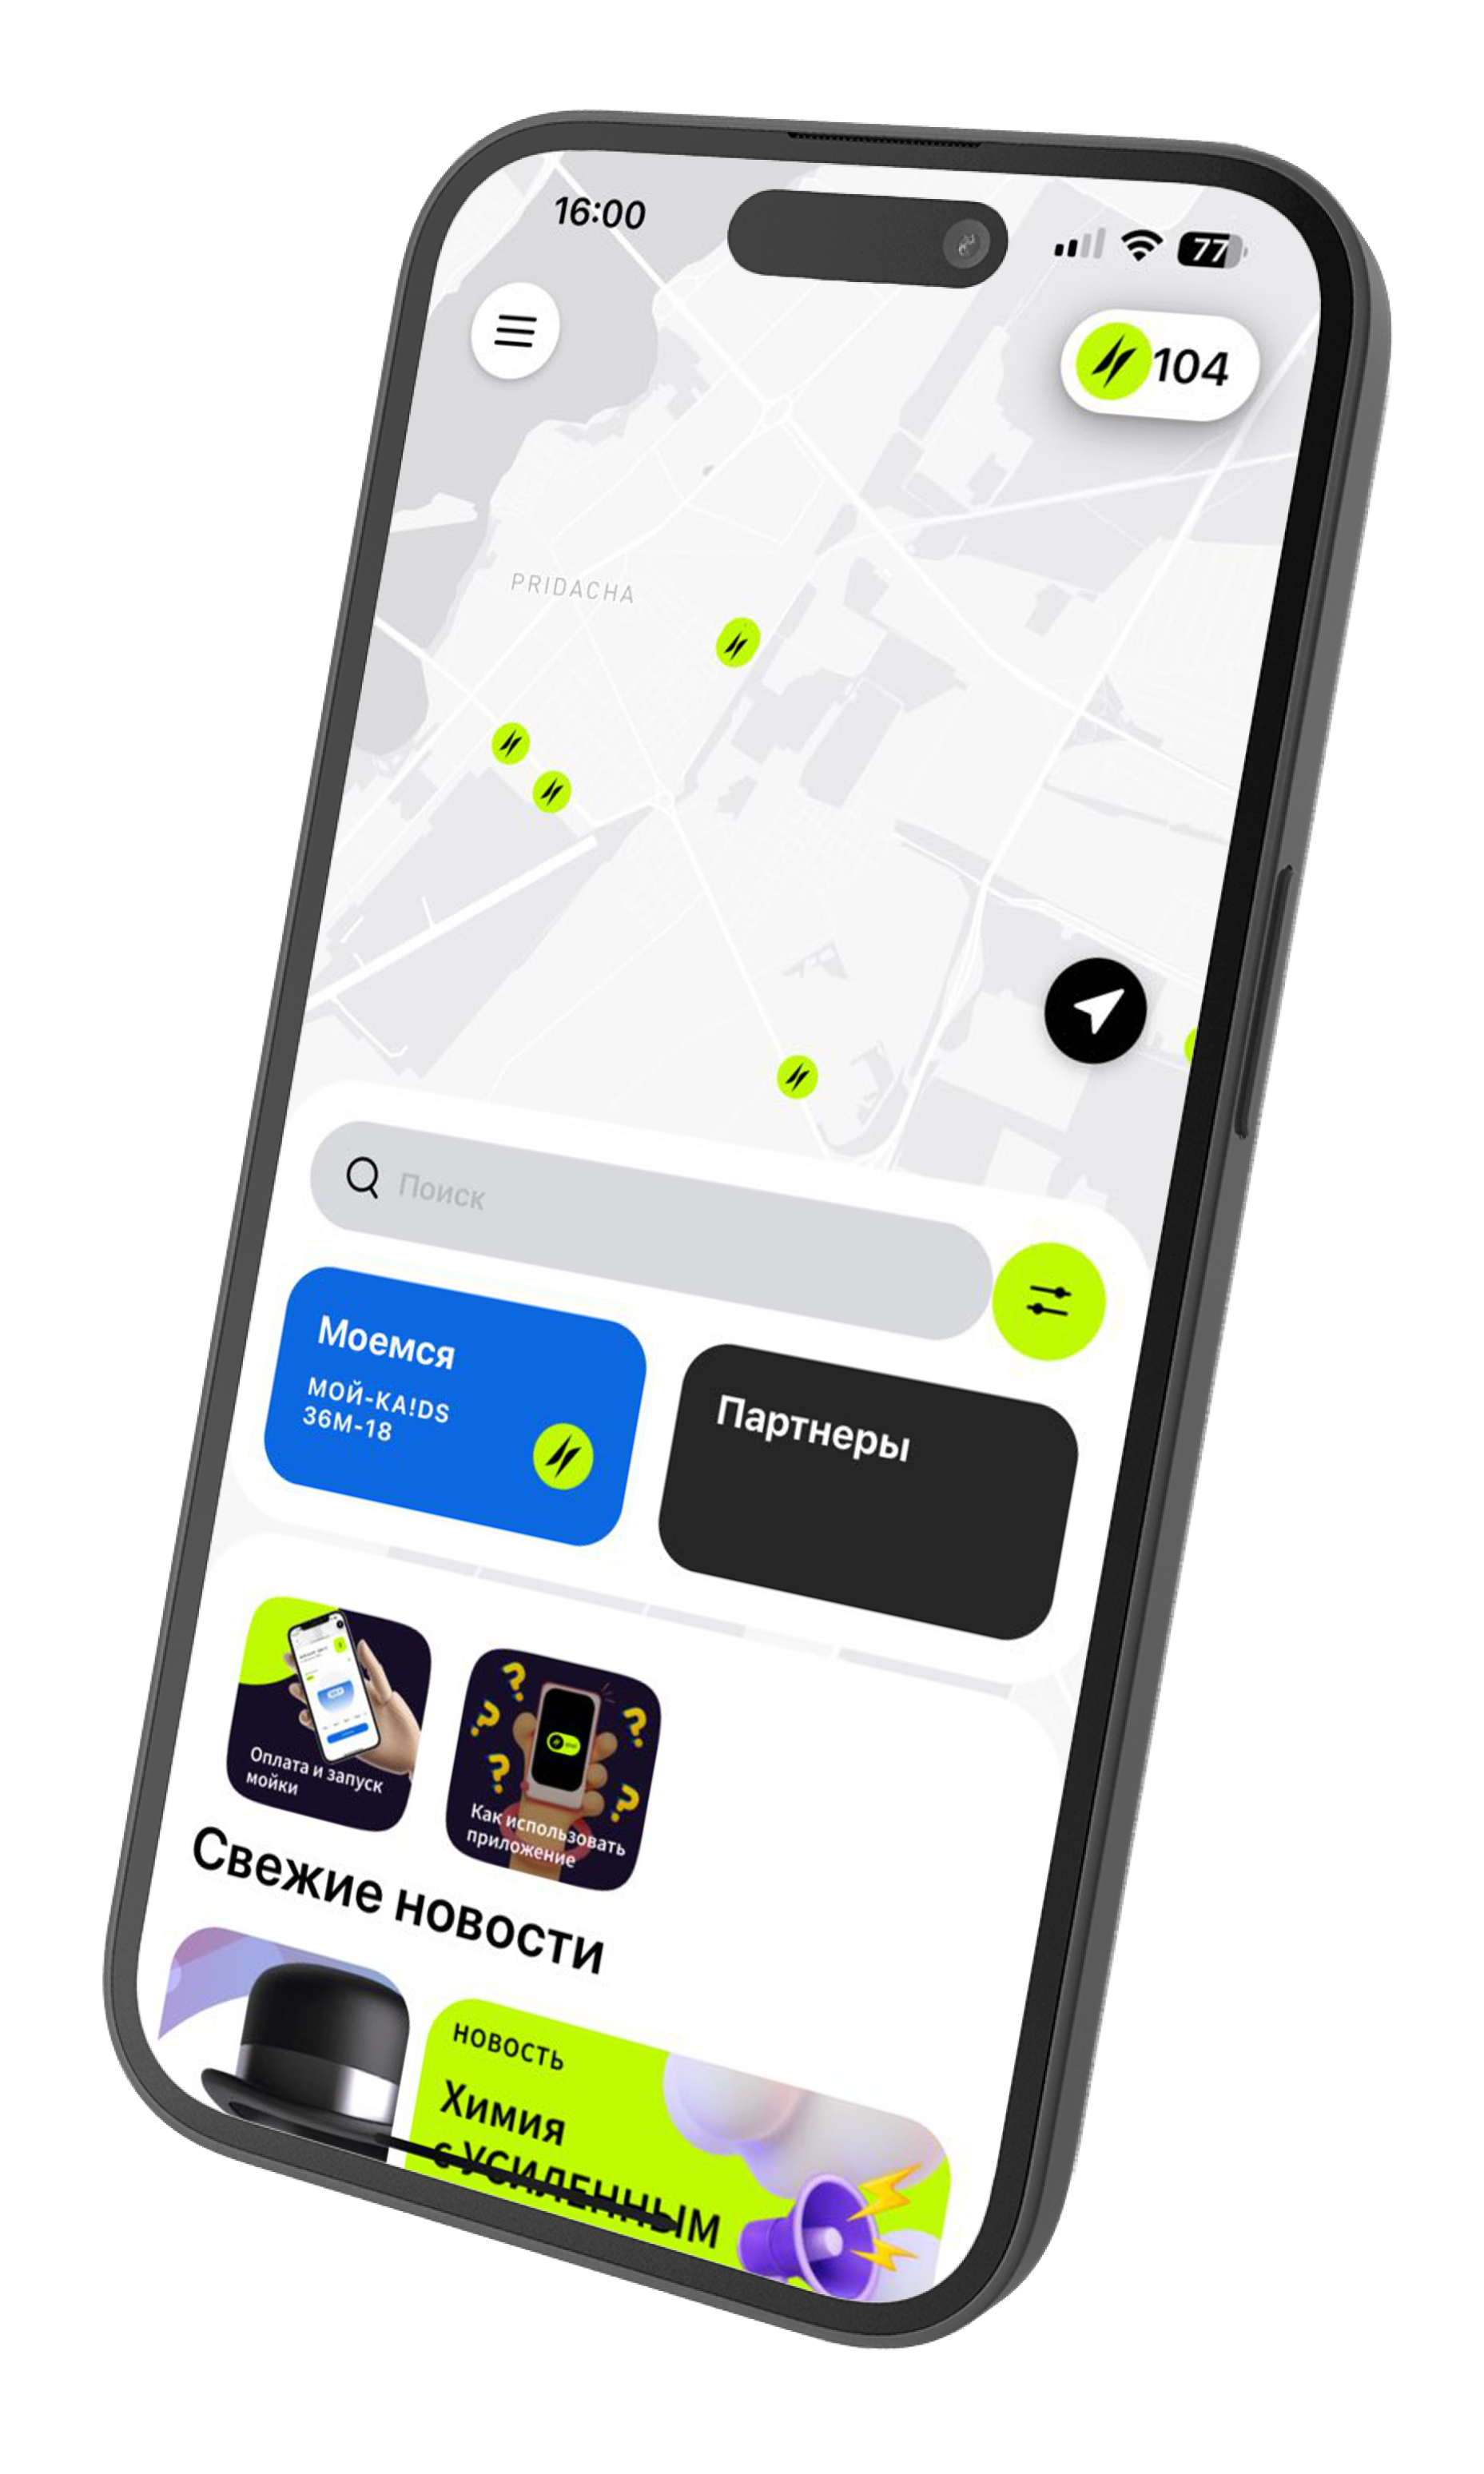 16:00
77
104
PRIDACHA
Поиск
Моемся
МОЙ-KA!DS
36М-18
Партнеры
Оплата и запуск
мойки
Как использовать
приложение
Свежие новости
НОВОСТЬ
Химия
с УСИЛЕННЫМ